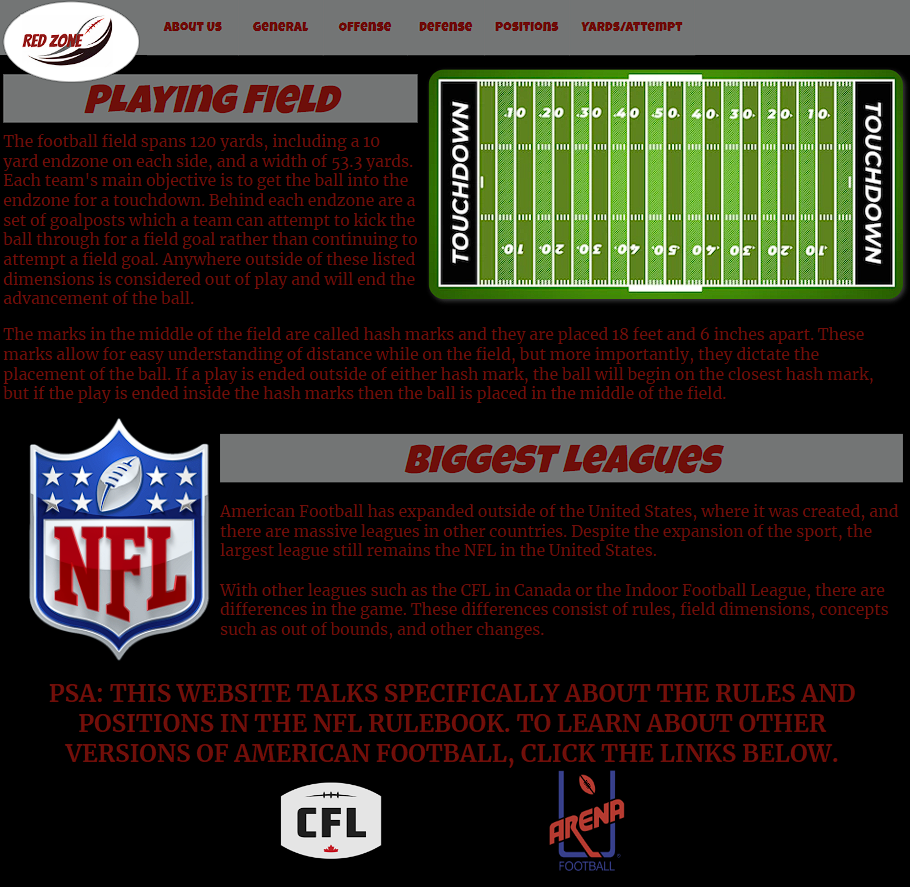 RED ZONE
About Us
General
Offense
Defense
Positions
Yards/Attempt
Playing Field
The football field spans 120 yards, including a 10
yard endzone on each side, and a width of 53.3 yards.
Each team's main objective is to get the ball into the
endzone for a touchdown. Behind each endzone are a
set of goalposts which a team can attempt to kick the
ball through for a field goal rather than continuing to
attempt a field goal. Anywhere outside of these listed
dimensions is considered out of play and will end the
advancement of the ball.
TOUCHDOWN
10 20 30 40 50 40 30 20 10
10 20 30 40 50 40 30 20 10
TOUCHDOWN
The marks in the middle of the field are called hash marks and they are placed 18 feet and 6 inches apart. These
marks allow for easy understanding of distance while on the field, but more importantly, they dictate the
placement of the ball. If a play is ended outside of either hash mark, the ball will begin on the closest hash mark,
but if the play is ended inside the hash marks then the ball is placed in the middle of the field.
NFL
Biggest Leagues
American Football has expanded outside of the United States, where it was created, and
there are massive leagues in other countries. Despite the expansion of the sport, the
largest league still remains the NFL in the United States.
With other leagues such as the CFL in Canada or the Indoor Football League, there are
differences in the game. These differences consist of rules, field dimensions, concepts
such as out of bounds, and other changes.
PSA: THIS WEBSITE TALKS SPECIFICALLY ABOUT THE RULES AND
POSITIONS IN THE NFL RULEBOOK. TO LEARN ABOUT OTHER
VERSIONS OF AMERICAN FOOTBALL, CLICK THE LINKS BELOW.
CFL
ARENA
FOOTBALL